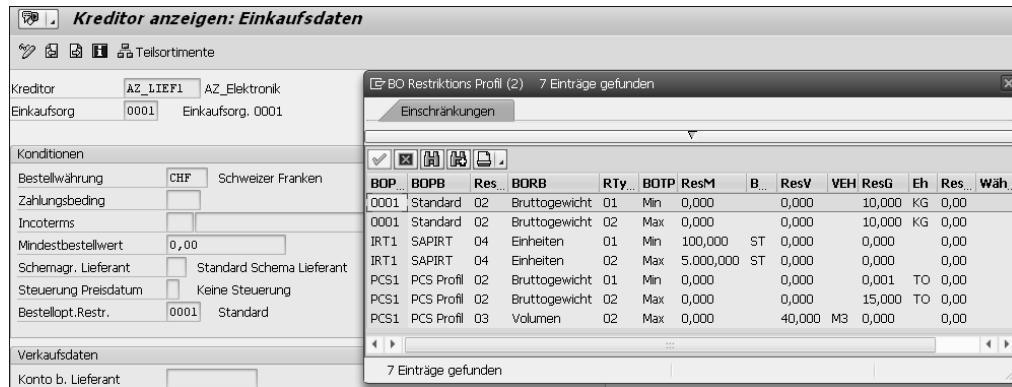 Kreditor anzeigen: Einkaufsdaten
Teilsortimente
Kreditor AZ_LIEF1 AZ_Elektronik
Einkaufsorg 0001 Einkaufsorg. 0001
Konditionen
Bestellwährung CHF Schweizer Franken
Zahlungsbeding
Incoterms
Mindestbestellwert 0,00
Schemagr. Lieferant Standard Schema Lieferant
Steuerung Preisdatum Keine Steuerung
Bestellopt.Restr. 0001 Standard
Verkaufsdaten
Konto b. Lieferant
BO Restriktions Profil (2) 7 Einträge gefunden
Einschränkungen
BOP... BOPB Res... BORB RTy... BOTP ResM B... ResV VEH ResG Eh Res... Wäh
0001 Standard 02 Bruttogewicht 01 Min 0,000 0,000 10,000 KG 0,00
0001 Standard 02 Bruttogewicht 02 Max 0,000 0,000 10,000 KG 0,00
IRT1 SAPIRT 04 Einheiten 01 Min 100,000 ST 0,000 0,000 0,00
IRT1 SAPIRT 04 Einheiten 02 Max 5.000,000 ST 0,000 0,000 0,00
PCS1 PCS Profil 02 Bruttogewicht 01 Min 0,000 0,000 0,001 TO 0,00
PCS1 PCS Profil 02 Bruttogewicht 02 Max 0,000 0,000 15,000 TO 0,00
PCS1 PCS Profil 03 Volumen 02 Max 0,000 40,000 M3 0,000 0,00
7 Einträge gefunden